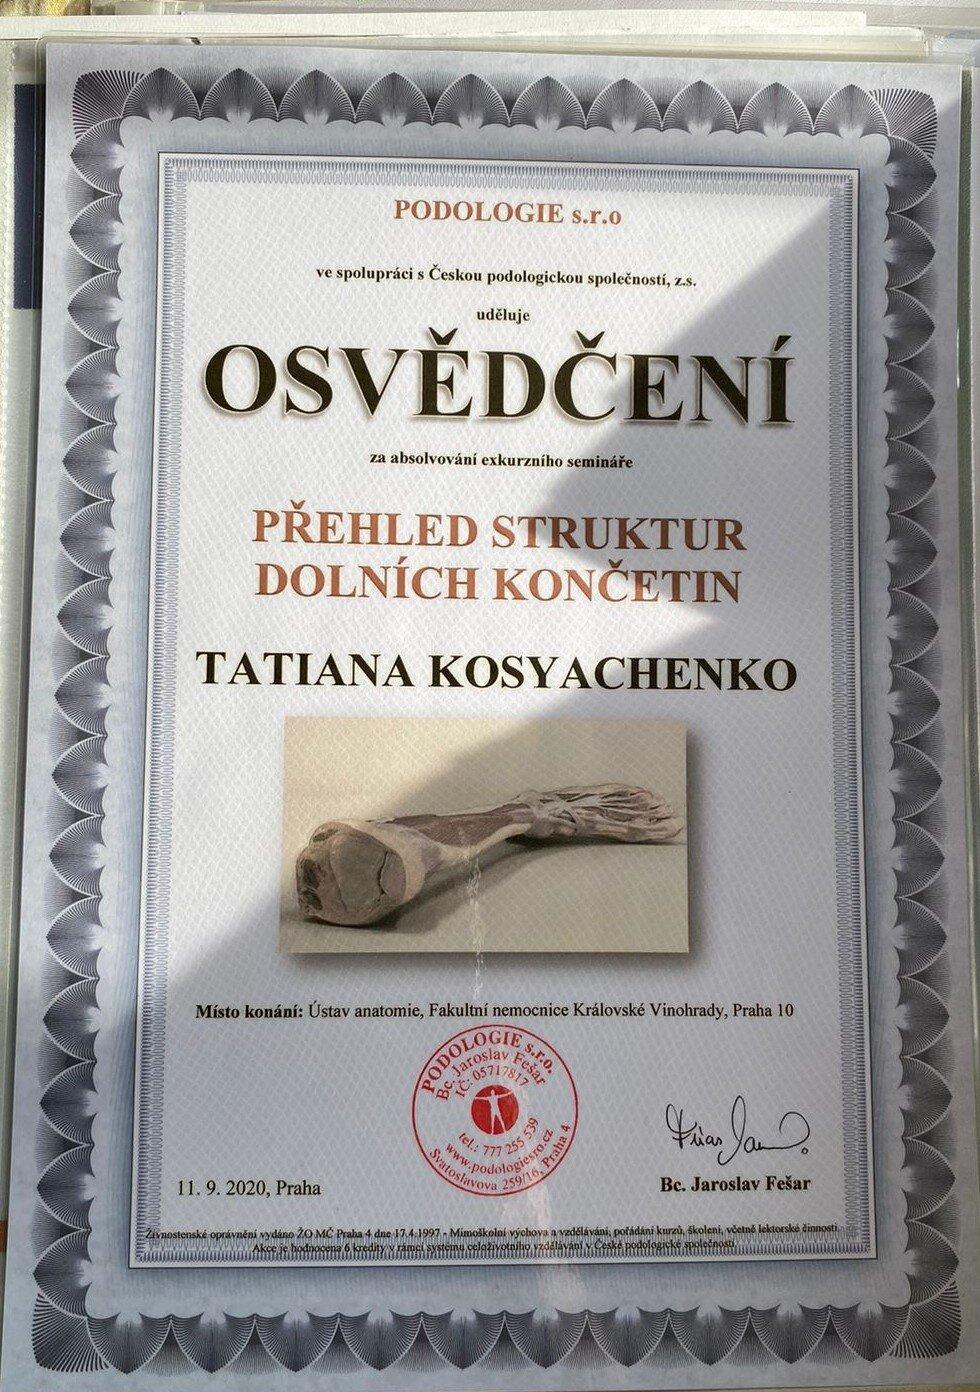 PODOLOGIE s.r.o
ve spolupráci s Českou podologickou společností, z.s.
uděluje
OSVĚDČENÍ
za absolvování exkurzního semináře
PŘEHLED STRUKTUR
DOLNÍCH KONČETIN
TATIANA KOSYACHENKO
Místo konání: Ústav anatomie, Fakultní nemocnice Královské Vinohrady, Praha 10
PODOLOGIE s.r.o.
Bc. Jaroslav Fešar
IČ: 05717817
tel.: 777 255 539
www.podologiesro.cz
Svatoslavova 259/16, Praha 4
11. 9. 2020, Praha
Bc. Jaroslav Fešar
Živnostenské oprávnění vydáno ŽO MČ Praha 4 dne 17.4.1997 - Mimoškolní výchova a vzdělávání, pořádání kurzů, školení, včetně lektorské činnosti
Akce je hodnocena 6 kredity v rámci systému celoživotního vzdělávání v České podologické společnosti